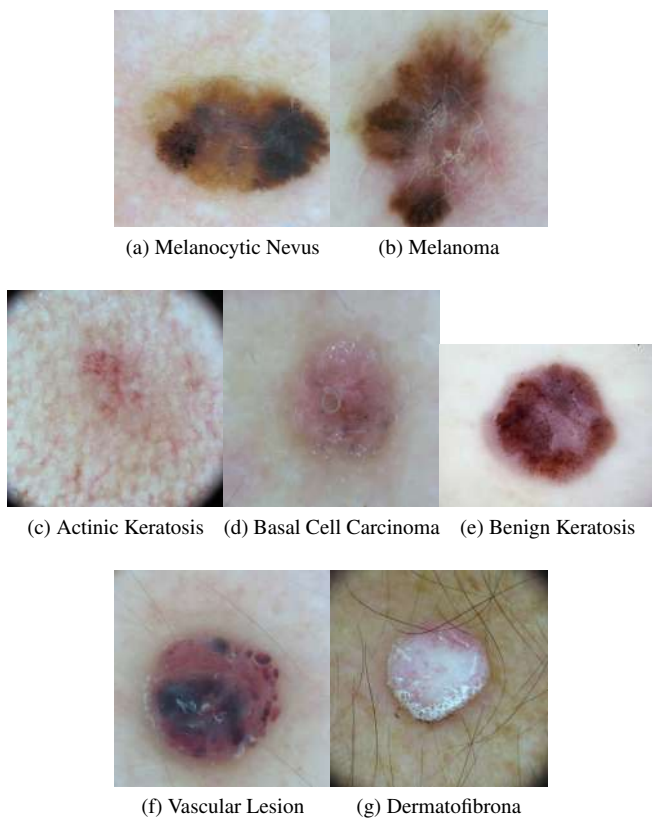 (a) Melanocytic Nevus (b) Melanoma
(c) Actinic Keratosis (d) Basal Cell Carcinoma (e) Benign Keratosis
(f) Vascular Lesion (g) Dermatofibrona